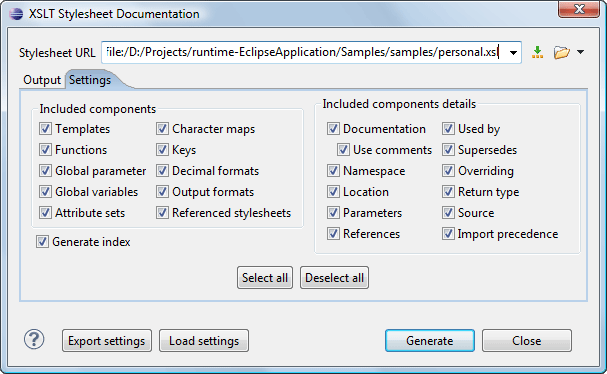 XSLT Stylesheet Documentation
Stylesheet URL file:/D:/Projects/runtime-EclipseApplication/Samples/samples/personal.xsl
Output Settings
Included components
Templates Character maps
Functions Keys
Global parameter Decimal formats
Global variables Output formats
Attribute sets Referenced stylesheets
Generate index
Included components details
Documentation Used by
Use comments Supersedes
Namespace Overriding
Location Return type
Parameters Source
References Import precedence
Select all Deselect all
? Export settings Load settings Generate Close